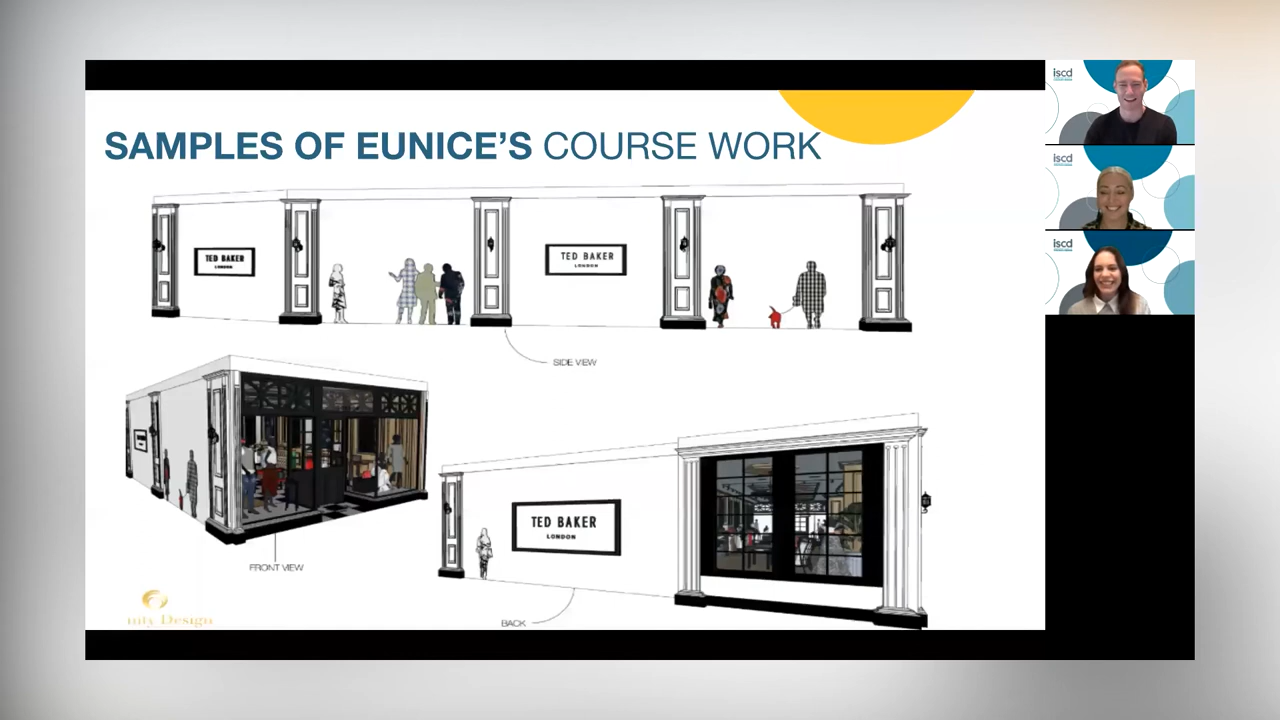 SAMPLES OF EUNICE'S COURSE WORK
iscd
iscd
iscd
TED BAKER
LONDON
TED BAKER
LONDON
SIDE VIEW
TED BAKER
LONDON
FRONT VIEW
Design
BACK